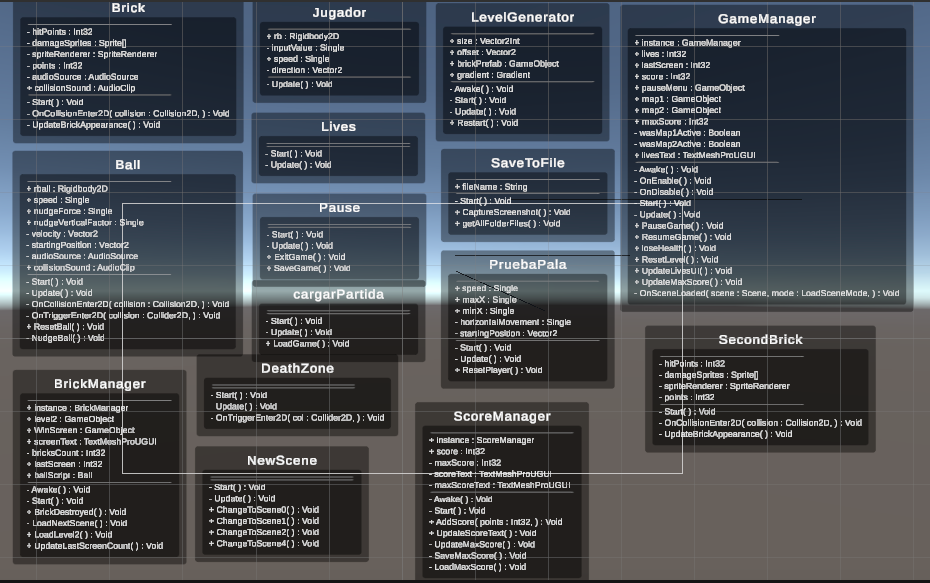 Brick
- hitPoints : Int32
- damageSprites : Sprite[]
- spriteRenderer : SpriteRenderer
- points : Int32
- audioSource : AudioSource
+ collisionSound : AudioClip
- Start( ) : Void
- OnCollisionEnter2D( collision : Collision2D, ) : Void
- UpdateBrickAppearance( ) : Void
Jugador
+ rb : Rigidbody2D
- inputValue : Single
+ speed : Single
- direction : Vector2
- Update( ) : Void
LevelGenerator
+ size : Vector2Int
+ offset : Vector2
+ brickPrefab : GameObject
+ gradient : Gradient
- Awake( ) : Void
- Start( ) : Void
- Update( ) : Void
+ Restart( ) : Void
GameManager
+ instance : GameManager
+ lives : Int32
+ lastScreen : Int32
+ score : Int32
+ pauseMenu : GameObject
+ map1 : GameObject
+ map2 : GameObject
+ maxScore : Int32
- wasMap1Active : Boolean
- wasMap2Active : Boolean
+ livesText : TextMeshProUGUI
- Awake( ) : Void
- OnEnable( ) : Void
- OnDisable( ) : Void
- Start( ) : Void
- Update( ) : Void
+ PauseGame( ) : Void
+ ResumeGame( ) : Void
+ loseHealth( ) : Void
+ ResetLevel( ) : Void
+ UpdateLivesUI( ) : Void
+ UpdateMaxScore( ) : Void
- OnSceneLoaded( scene : Scene, mode : LoadSceneMode, ) : Void
Lives
- Start( ) : Void
- Update( ) : Void
Ball
+ rball : Rigidbody2D
+ speed : Single
+ nudgeForce : Single
+ nudgeVerticalFactor : Single
- velocity : Vector2
- startingPosition : Vector2
- audioSource : AudioSource
+ collisionSound : AudioClip
- Start( ) : Void
- Update( ) : Void
- OnCollisionEnter2D( collision : Collision2D, ) : Void
- OnTriggerEnter2D( collision : Collider2D, ) : Void
+ ResetBall( ) : Void
- NudgeBall( ) : Void
SaveToFile
+ fileName : String
- Start( ) : Void
+ CaptureScreenshot( ) : Void
+ getAllFolderFiles( ) : Void
Pause
- Start( ) : Void
- Update( ) : Void
+ ExitGame( ) : Void
+ SaveGame( ) : Void
PruebaPala
+ speed : Single
+ maxX : Single
+ minX : Single
- horizontalMovement : Single
- startingPosition : Vector2
- Start( ) : Void
- Update( ) : Void
+ ResetPlayer( ) : Void
cargarPartida
- Start( ) : Void
- Update( ) : Void
+ LoadGame( ) : Void
SecondBrick
- hitPoints : Int32
- damageSprites : Sprite[]
- spriteRenderer : SpriteRenderer
- points : Int32
- Start( ) : Void
- OnCollisionEnter2D( collision : Collision2D, ) : Void
- UpdateBrickAppearance( ) : Void
DeathZone
- Start( ) : Void
Update( ) : Void
- OnTriggerEnter2D( col : Collider2D, ) : Void
BrickManager
+ instance : BrickManager
+ level2 : GameObject
+ WinScreen : GameObject
+ screenText : TextMeshProUGUI
- bricksCount : Int32
+ lastScreen : Int32
+ ballScript : Ball
- Awake( ) : Void
- Start( ) : Void
+ BrickDestroyed( ) : Void
- LoadNextScene( ) : Void
+ LoadLevel2( ) : Void
+ UpdateLastScreenCount( ) : Void
ScoreManager
+ instance : ScoreManager
+ score : Int32
- maxScore : Int32
- scoreText : TextMeshProUGUI
- maxScoreText : TextMeshProUGUI
- Awake( ) : Void
- Start( ) : Void
+ AddScore( points : Int32, ) : Void
+ UpdateScoreText( ) : Void
- UpdateMaxScore( ) : Void
- SaveMaxScore( ) : Void
- LoadMaxScore( ) : Void
NewScene
- Start( ) : Void
- Update( ) : Void
+ ChangeToScene0( ) : Void
+ ChangeToScene1( ) : Void
+ ChangeToScene2( ) : Void
+ ChangeToScene4( ) : Void